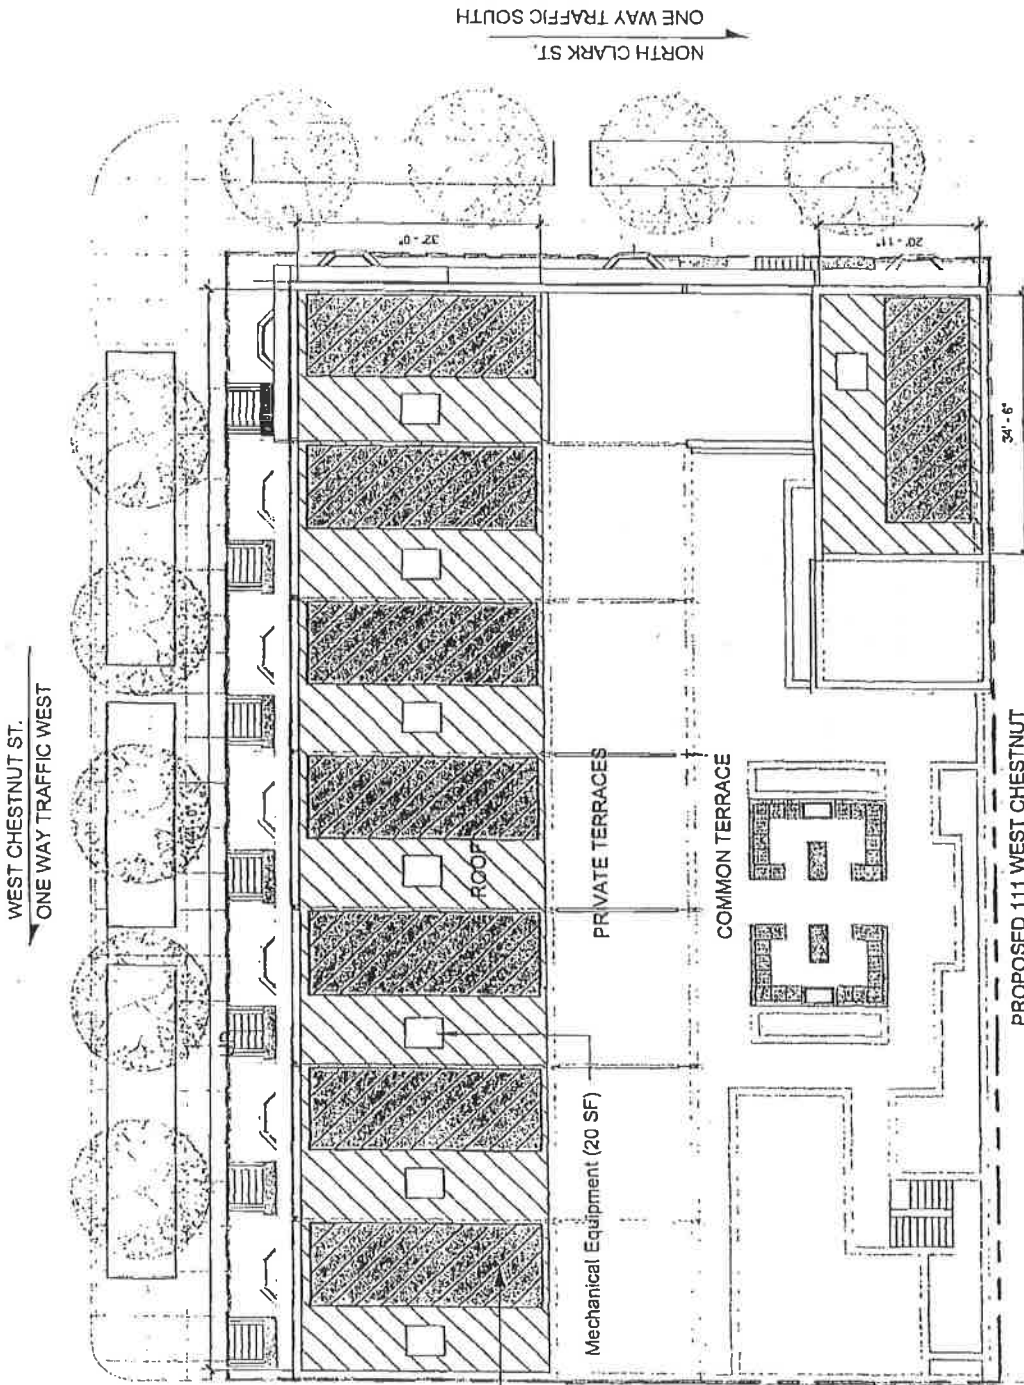 NORTH CLARK ST.
ONE WAY TRAFFIC SOUTH
WEST CHESTNUT ST.
ONE WAY TRAFFIC WEST
32' - 0"
20' - 11"
34' - 6"
ROOF
PRIVATE TERRACES
COMMON TERRACE
Mechanical Equipment (20 SF)
PROPOSED 111 WEST CHESTNUT